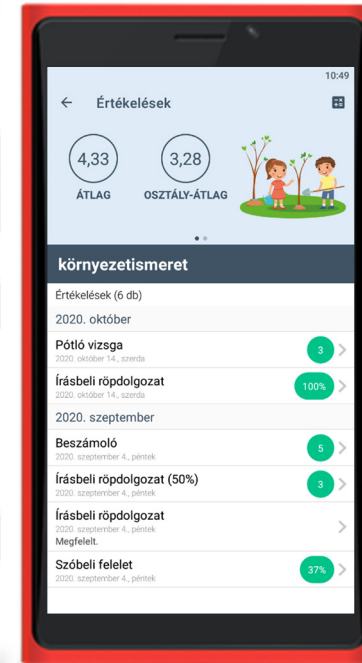 10:49
Értékelések
4,33
3,28
ÁTLAG
OSZTÁLY-ÁTLAG
környezetismeret
Értékelések (6 db)
2020. október
Pótló vizsga
3
2020. október 14., szerda
Írásbeli röpdolgozat
100%
2020. október 14., szerda
2020. szeptember
Beszámoló
5
2020. szeptember 4., péntek
Írásbeli röpdolgozat (50%)
3
2020. szeptember 4., péntek
Írásbeli röpdolgozat
2020. szeptember 4., péntek
Megfelelt.
Szóbeli felelet
37%
2020. szeptember 4., péntek